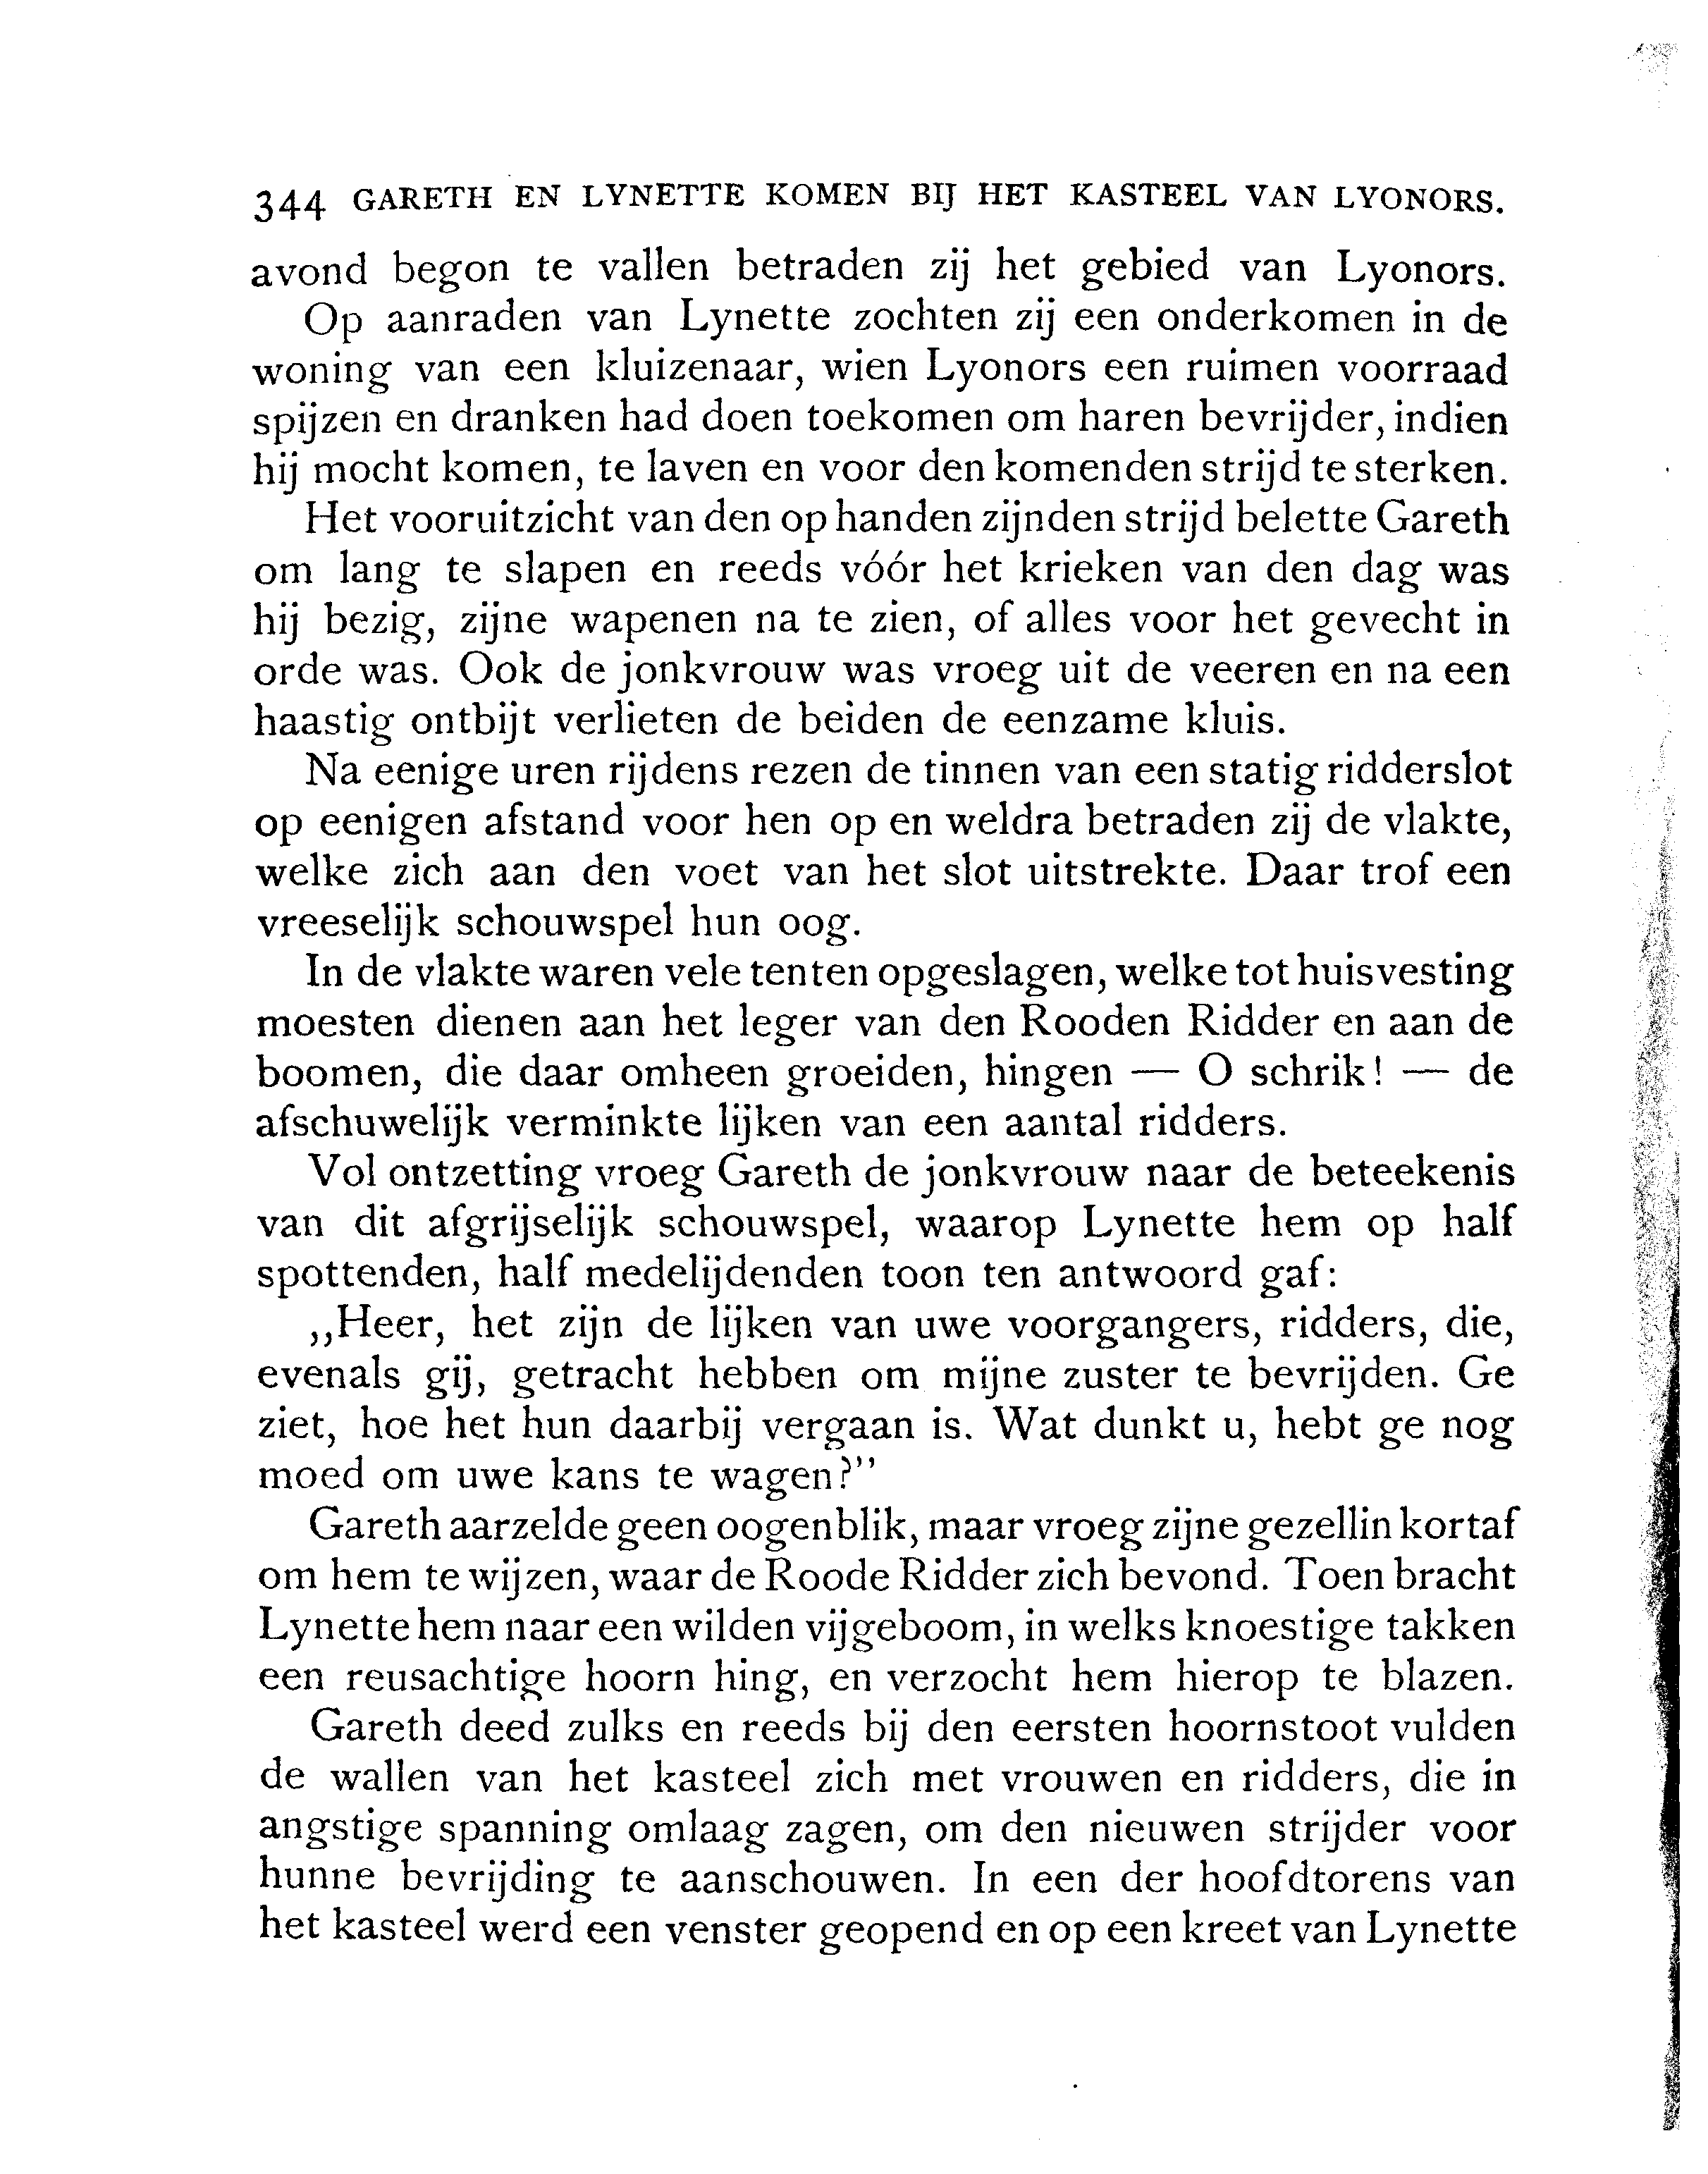 344 GARETH EN LYNETTE KOMEN BIJ HET KASTEEL VAN LYONORS.
avond begon te vallen betraden zij het gebied van Lyonors.
Op aanraden van Lynette zochten zij een onderkomen in de
woning van een kluizenaar, wien Lyonors een ruimen voorraad
spijzen en dranken had doen toekomen om haren bevrijder, indien
hij mocht komen, te laven en voor den komenden strijd te sterken.
Het vooruitzicht van den op handen zijnden strijd belette Gareth
om lang te slapen en reeds vóór het krieken van den dag was
hij bezig, zijne wapenen na te zien, of alles voor het gevecht in
orde was. Ook de jonkvrouw was vroeg uit de veeren en na een
haastig ontbijt verlieten de beiden de eenzame kluis.
Na eenige uren rijdens rezen de tinnen van een statig ridderslot
op eenigen afstand voor hen op en weldra betraden zij de vlakte,
welke zich aan den voet van het slot uitstrekte. Daar trof een
vreeselijk schouwspel hun oog.
In de vlakte waren vele tenten opgeslagen, welke tot huisvesting
moesten dienen aan het leger van den Rooden Ridder en aan de
boomen, die daar omheen groeiden, hingen — O schrik! — de
afschuwelijk verminkte lijken van een aantal ridders.
Vol ontzetting vroeg Gareth de jonkvrouw naar de beteekenis
van dit afgrijselijk schouwspel, waarop Lynette hem op half
spottenden, half medelijdenden toon ten antwoord gaf:
,,Heer, het zijn de lijken van uwe voorgangers, ridders, die,
evenals gij, getracht hebben om mijne zuster te bevrijden. Ge
ziet, hoe het hun daarbij vergaan is. Wat dunkt u, hebt ge nog
moed om uwe kans te wagen?''
Gareth aarzelde geen oogenblik, maar vroeg zijne gezellin kortaf
om hem te wijzen, waar de Roode Ridder zich bevond. Toen bracht
Lynette hem naar een wilden vijgeboom, in welks knoestige takken
een reusachtige hoorn hing, en verzocht hem hierop te blazen.
Gareth deed zulks en reeds bij den eersten hoornstoot vulden
de wallen van het kasteel zich met vrouwen en ridders, die in
angstige spanning omlaag zagen, om den nieuwen strijder voor
hunne bevrijding te aanschouwen. In een der hoofdtorens van
het kasteel werd een venster geopend en op een kreet van Lynette